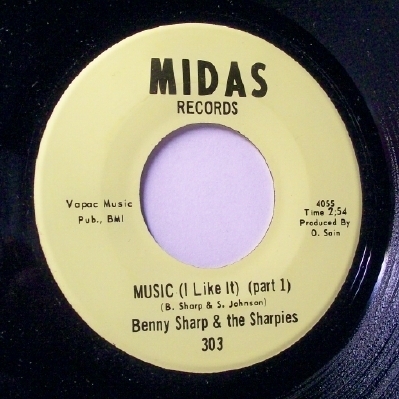 MIDAS
RECORDS
Vapac Music
Pub., BMI
4055
Time 2:54
Produced By
O. Sain
MUSIC (I Like It) (part 1)
(B. Sharp & S. Johnson)
Benny Sharp & the Sharpies
303